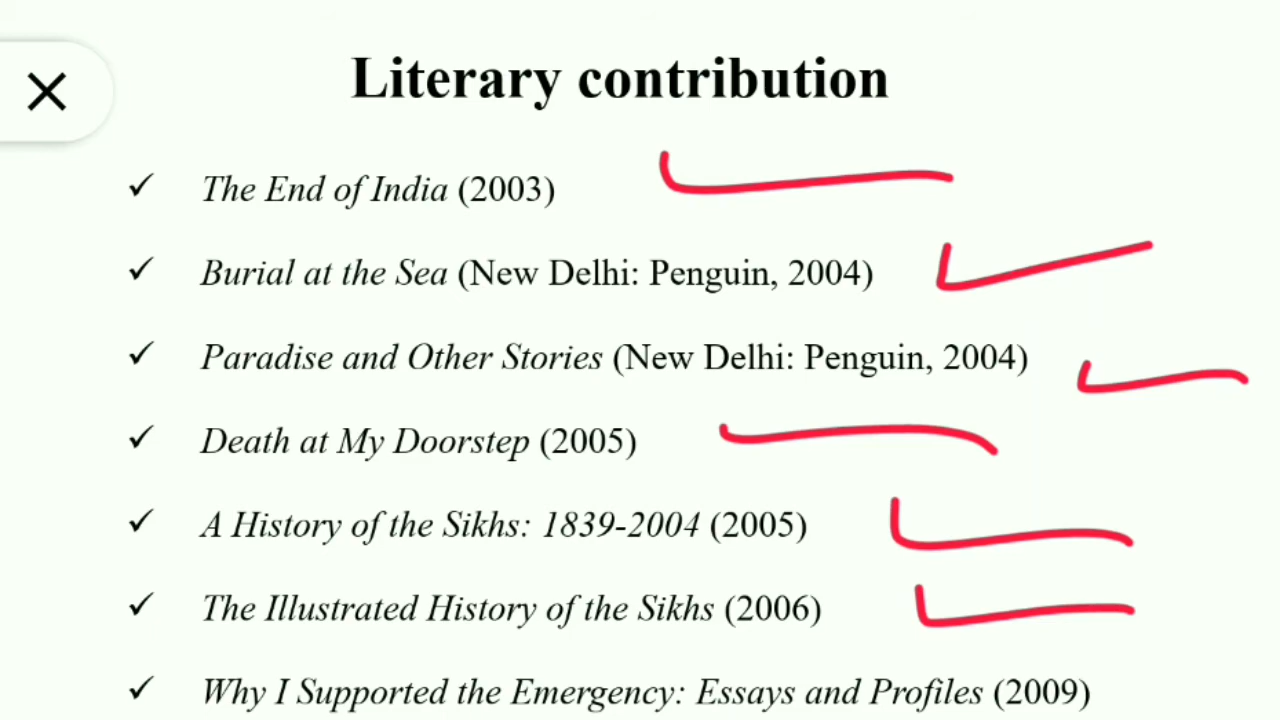 Literary contribution
✓ The End of India (2003)
✓ Burial at the Sea (New Delhi: Penguin, 2004)
✓ Paradise and Other Stories (New Delhi: Penguin, 2004)
✓ Death at My Doorstep (2005)
✓ A History of the Sikhs: 1839-2004 (2005)
✓ The Illustrated History of the Sikhs (2006)
✓ Why I Supported the Emergency: Essays and Profiles (2009)